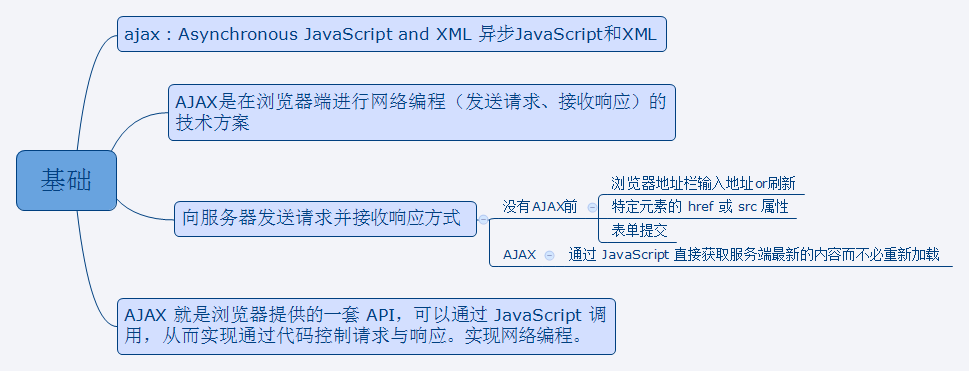 基础
ajax：Asynchronous JavaScript and XML 异步JavaScript和XML
AJAX是在浏览器端进行网络编程（发送请求、接收响应）的
技术方案
向服务器发送请求并接收响应方式
没有AJAX前
浏览器地址栏输入地址or刷新
特定元素的 href 或 src 属性
表单提交
AJAX
通过 JavaScript 直接获取服务端最新的内容而不必重新加载
AJAX 就是浏览器提供的一套 API，可以通过 JavaScript 调
用，从而实现通过代码控制请求与响应。实现网络编程。